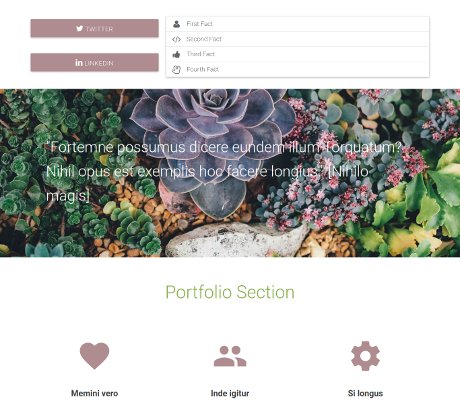 TWITTER
LINKEDIN
First Fact
Second Fact
Third Fact
Fourth Fact
"Fortemne possumus dicere eundem illum Torquatum?
Nihil opus est exemplis hoc facere longius. [Nihilo
magis]
Portfolio Section
Memini vero
Inde igitur
Si longus